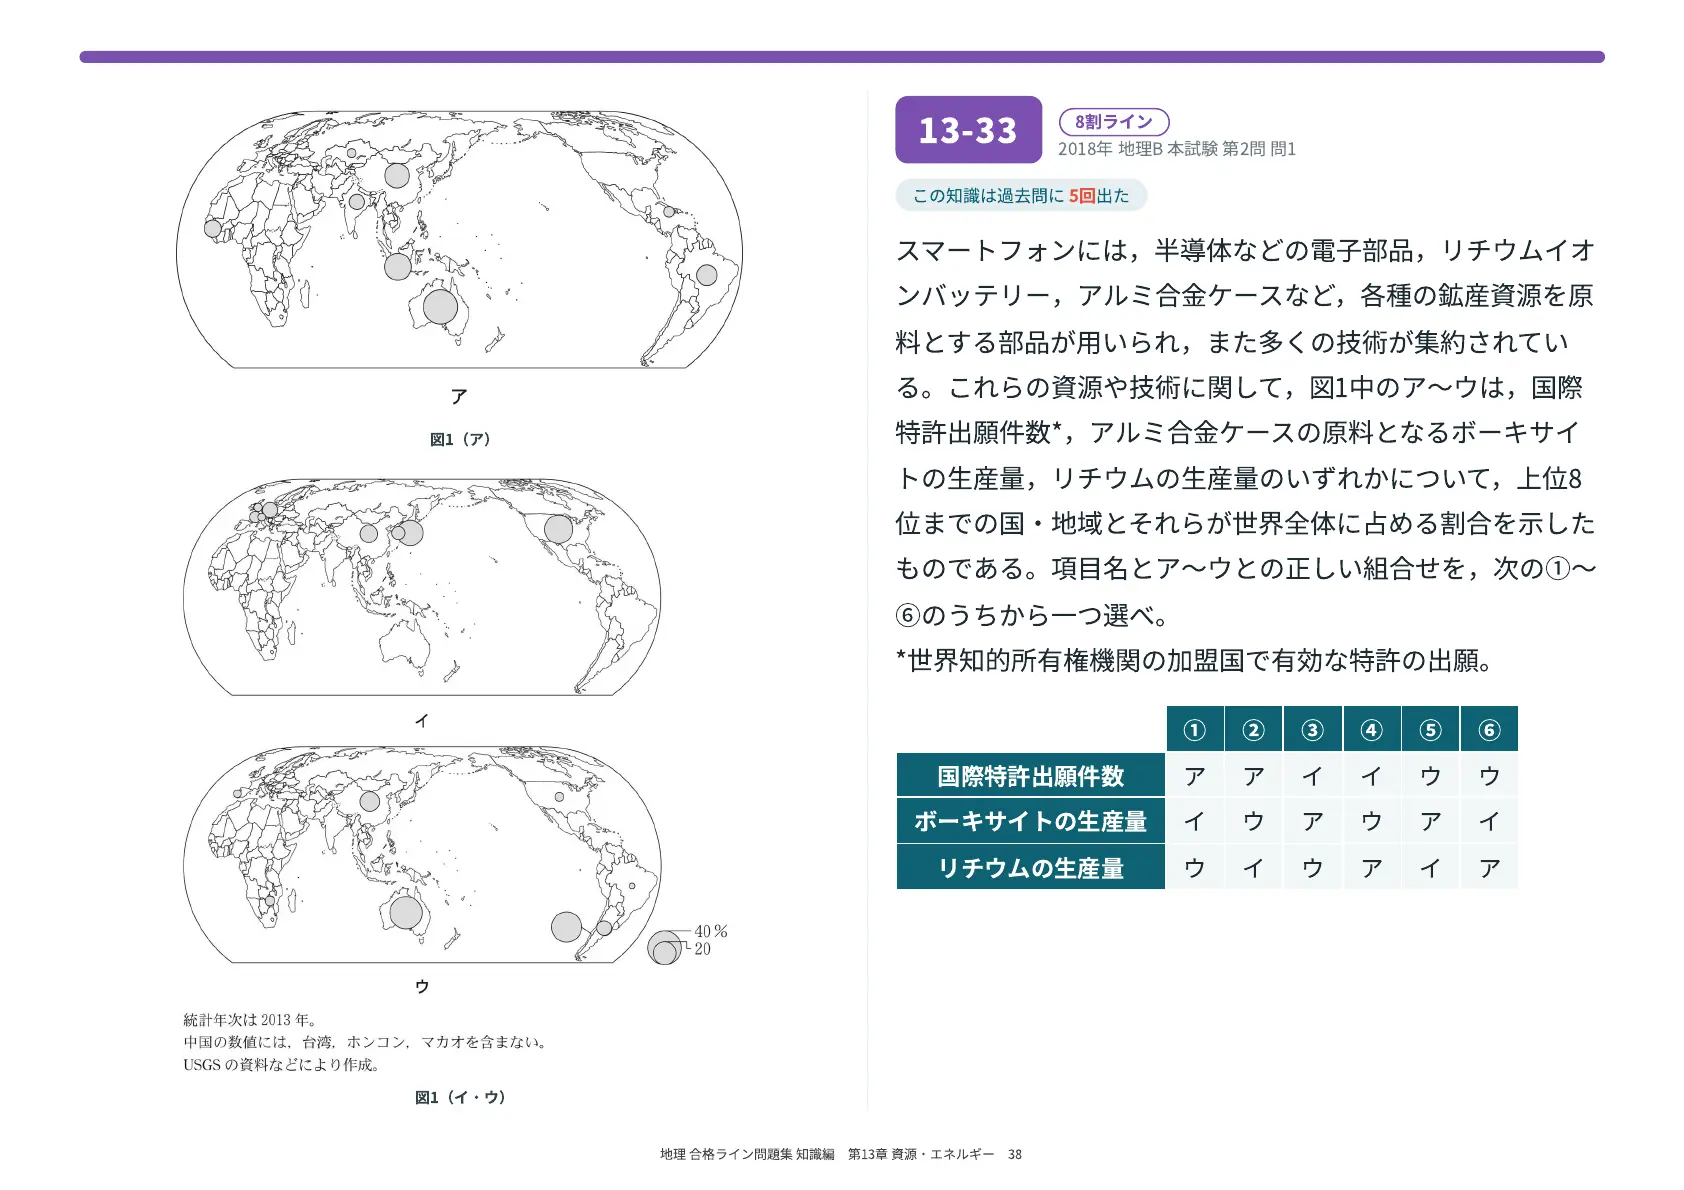 ア
図1（ア）
イ
40％
20
ウ
統計年次は 2013 年。
中国の数値には，台湾，ホンコン，マカオを含まない。
USGS の資料などにより作成。
図1（イ・ウ）
13-33
8割ライン
2018年 地理B 本試験 第2問 問1
この知識は過去問に 5回出た
スマートフォンには，半導体などの電子部品，リチウムイオ
ンバッテリー，アルミ合金ケースなど，各種の鉱産資源を原
料とする部品が用いられ，また多くの技術が集約されてい
る。これらの資源や技術に関して，図1中のア～ウは，国際
特許出願件数*，アルミ合金ケースの原料となるボーキサイ
トの生産量，リチウムの生産量のいずれかについて，上位8
位までの国・地域とそれらが世界全体に占める割合を示した
ものである。項目名とア～ウとの正しい組合せを，次の①～
⑥のうちから一つ選べ。
*世界知的所有権機関の加盟国で有効な特許の出願。
① ② ③ ④ ⑤ ⑥
国際特許出願件数 ア ア イ イ ウ ウ
ボーキサイトの生産量 イ ウ ア ウ ア イ
リチウムの生産量 ウ イ ウ ア イ ア
地理 合格ライン問題集 知識編　第13章 資源・エネルギー　38